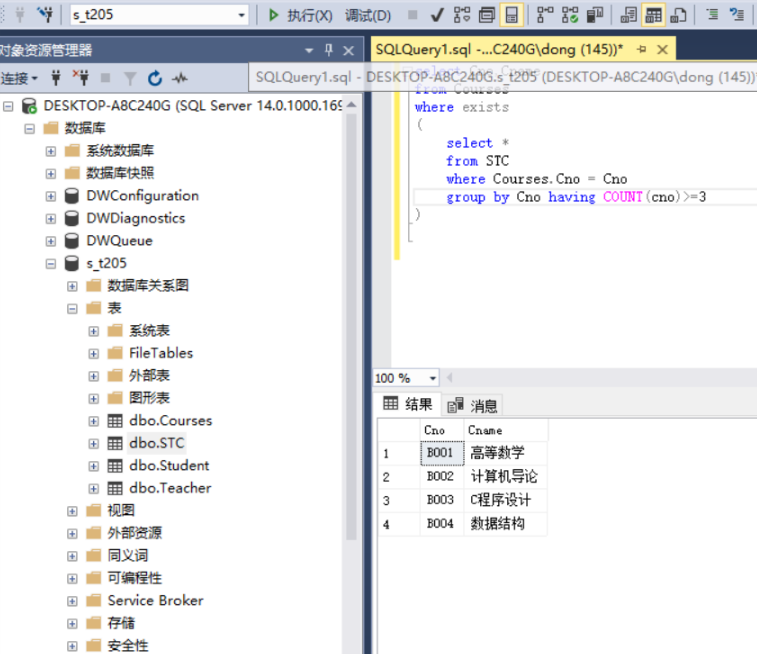 s_t205
执行(X) 调试(D)
对象资源管理器
SQLQuery1.sql -...C240G\dong (145))*
连接
SQLQuery1.sql - DESKTOP-A8C240G.s_t205 (DESKTOP-A8C240G\dong (145))*
from Courses
where exists
(
select *
from STC
where Courses.Cno = Cno
group by Cno having COUNT(cno)>=3
)
DESKTOP-A8C240G (SQL Server 14.0.1000.169
数据库
系统数据库
数据库快照
DWConfiguration
DWDiagnostics
DWQueue
s_t205
数据库关系图
表
系统表
FileTables
外部表
图形表
dbo.Courses
dbo.STC
dbo.Student
dbo.Teacher
视图
外部资源
同义词
可编程性
Service Broker
存储
安全性
100 %
结果 消息
Cno Cname
1 B001 高等数学
2 B002 计算机导论
3 B003 C程序设计
4 B004 数据结构